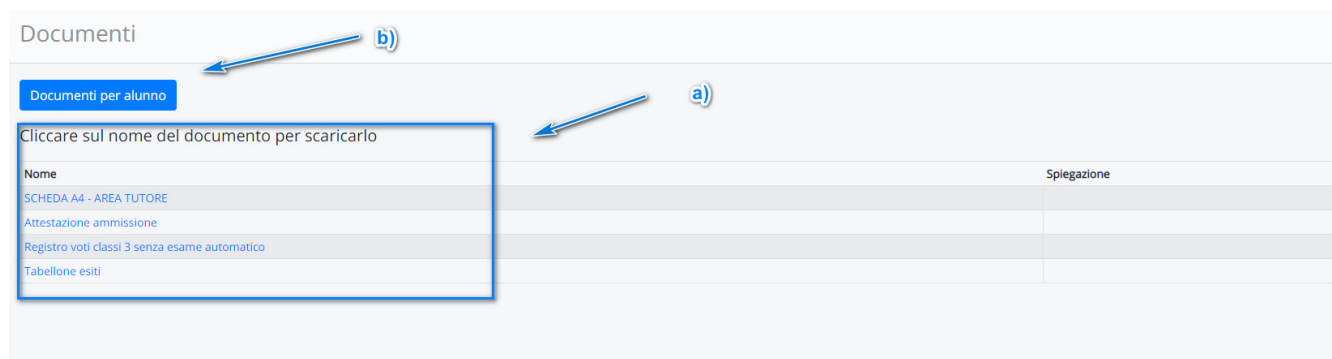 Documenti
b)
Documenti per alunno
a)
Cliccare sul nome del documento per scaricarlo
Nome Spiegazione
SCHEDA A4 - AREA TUTORE
Attestazione ammissione
Registro voti classi 3 senza esame automatico
Tabellone esiti